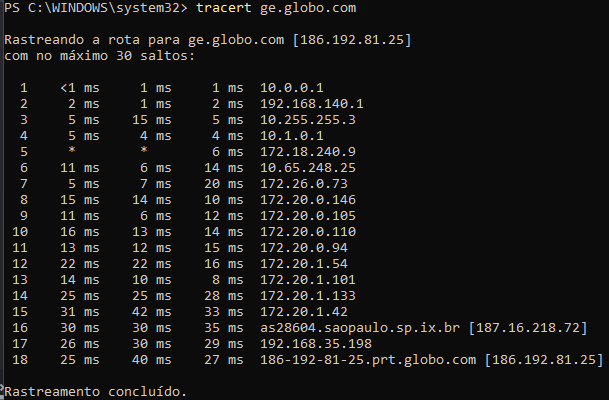 PS C:\WINDOWS\system32> tracert ge.globo.com
Rastreando a rota para ge.globo.com [186.192.81.25]
com no máximo 30 saltos:
1 <1 ms 1 ms 1 ms 10.0.0.1
2 2 ms 1 ms 1 ms 192.168.140.1
3 5 ms 15 ms 5 ms 10.255.255.3
4 5 ms 4 ms 4 ms 10.1.0.1
5 * * 6 ms 172.18.240.9
6 11 ms 6 ms 14 ms 10.65.248.25
7 5 ms 7 ms 20 ms 172.26.0.73
8 15 ms 14 ms 10 ms 172.20.0.146
9 11 ms 6 ms 12 ms 172.20.0.105
10 16 ms 13 ms 14 ms 172.20.0.110
11 13 ms 12 ms 15 ms 172.20.0.94
12 22 ms 22 ms 16 ms 172.20.1.54
13 14 ms 10 ms 8 ms 172.20.1.101
14 25 ms 25 ms 28 ms 172.20.1.133
15 31 ms 42 ms 33 ms 172.20.1.42
16 30 ms 30 ms 35 ms as28604.saopaulo.sp.ix.br [187.16.218.72]
17 26 ms 30 ms 29 ms 192.168.35.198
18 25 ms 40 ms 27 ms 186-192-81-25.prt.globo.com [186.192.81.25]
Rastreamento concluído.